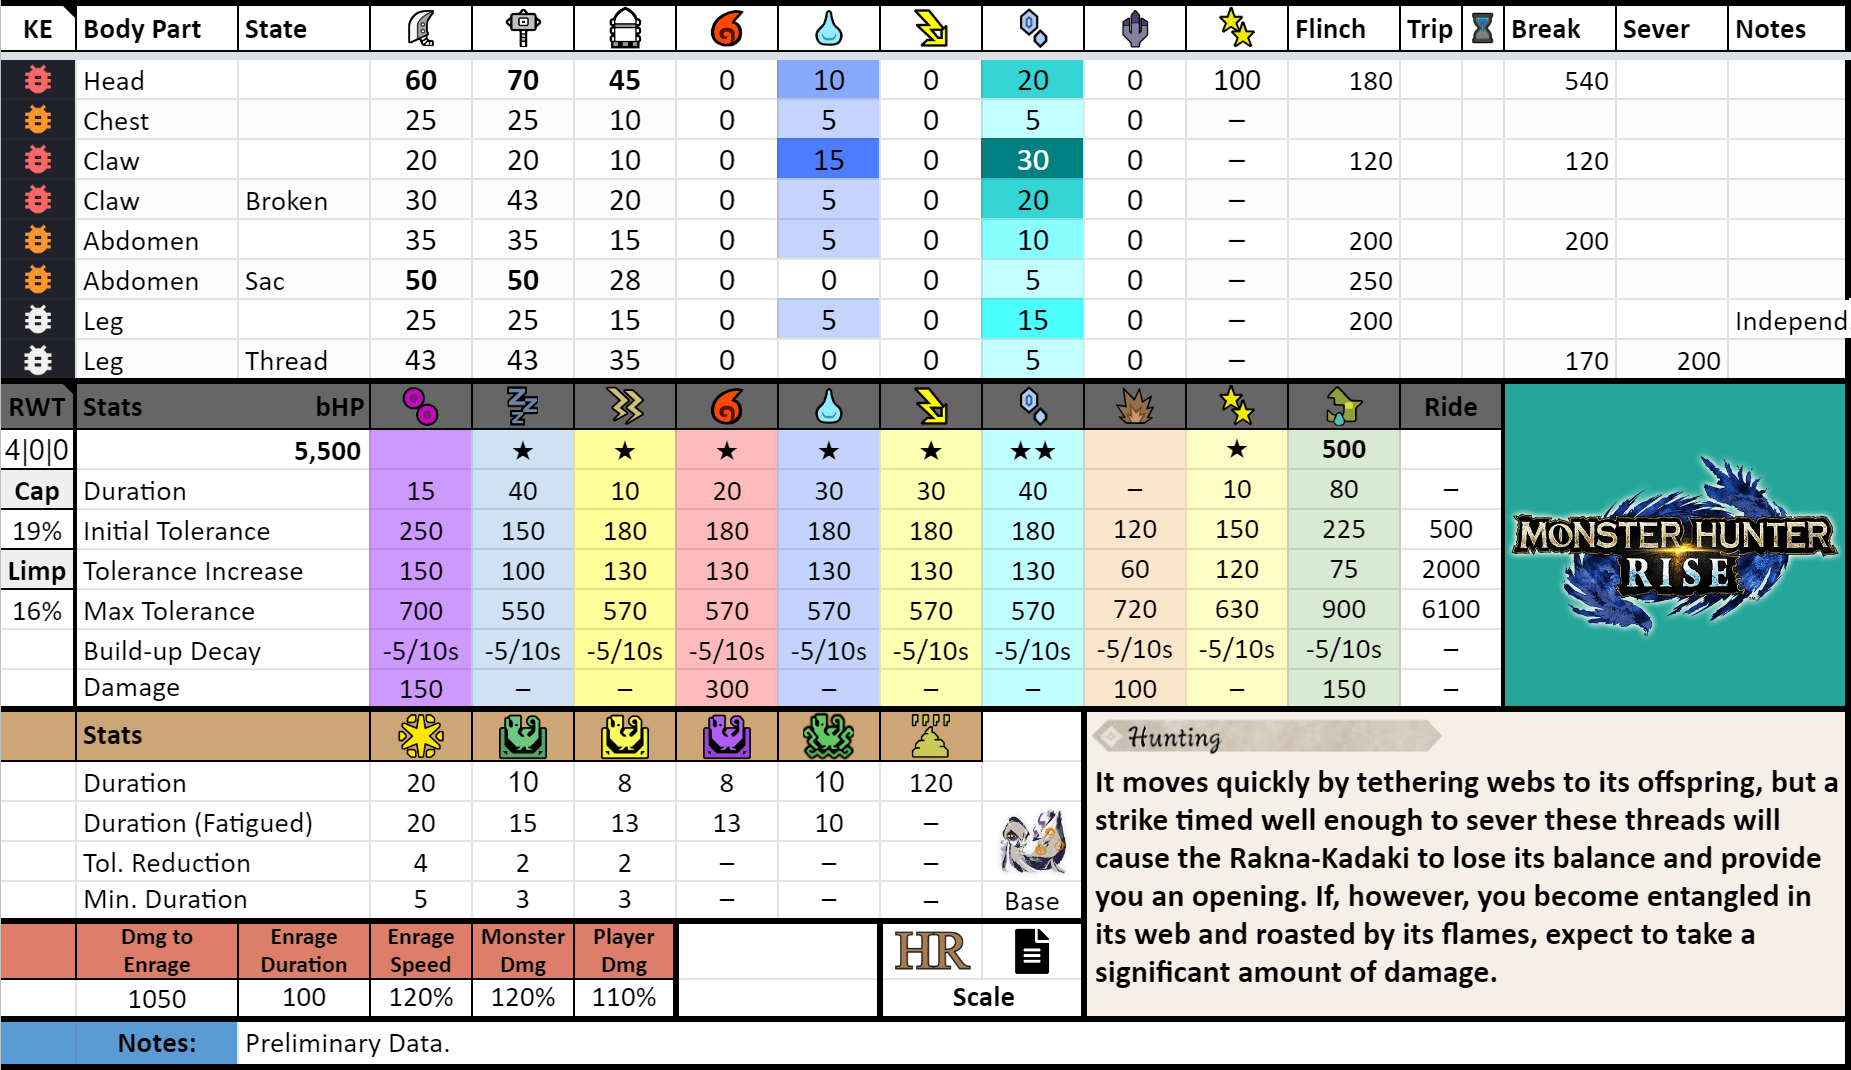 KE Body Part State Flinch Trip Break Sever Notes
Head 60 70 45 0 10 0 20 0 100 180 540
Chest 25 25 10 0 5 0 5 0 –
Claw 20 20 10 0 15 0 30 0 – 120 120
Claw Broken 30 43 20 0 5 0 20 0 –
Abdomen 35 35 15 0 5 0 10 0 – 200 200
Abdomen Sac 50 50 28 0 0 0 5 0 – 250
Leg 25 25 15 0 5 0 15 0 – 200 Independ.
Leg Thread 43 43 35 0 0 0 5 0 – 170 200
RWT Stats bHP Ride
4|0|0 5,500 ★ ★ ★ ★ ★ ★★ ★ 500
Cap Duration 15 40 10 20 30 30 40 – 10 80 –
19% Initial Tolerance 250 150 180 180 180 180 180 120 150 225 500
Limp Tolerance Increase 150 100 130 130 130 130 130 60 120 75 2000
16% Max Tolerance 700 550 570 570 570 570 570 720 630 900 6100
Build-up Decay -5/10s -5/10s -5/10s -5/10s -5/10s -5/10s -5/10s -5/10s -5/10s -5/10s –
Damage 150 – – 300 – – – 100 – 150 –
MONSTER HUNTER
RISE
Stats
Duration 20 10 8 8 10 120
Duration (Fatigued) 20 15 13 13 10 –
Tol. Reduction 4 2 2 – – –
Min. Duration 5 3 3 – – –
Base
Hunting
It moves quickly by tethering webs to its offspring, but a
strike timed well enough to sever these threads will
cause the Rakna-Kadaki to lose its balance and provide
you an opening. If, however, you become entangled in
its web and roasted by its flames, expect to take a
significant amount of damage.
Dmg to Enrage Enrage Monster Player
Enrage Duration Speed Dmg Dmg
1050 100 120% 120% 110%
HR
Scale
Notes: Preliminary Data.